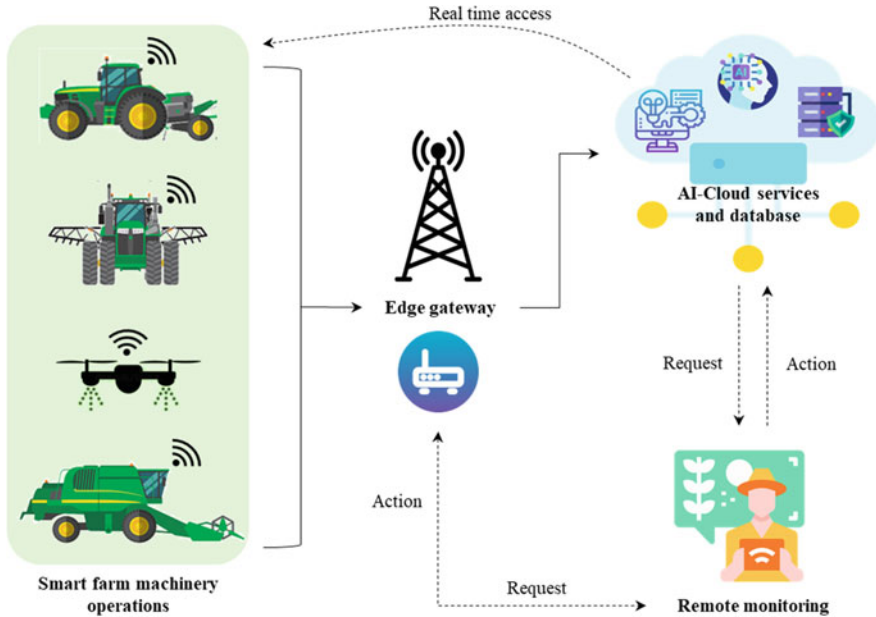 Real time access
AI
AI-Cloud services
and database
Edge gateway
Request
Action
Action
Request
Smart farm machinery
operations
Remote monitoring